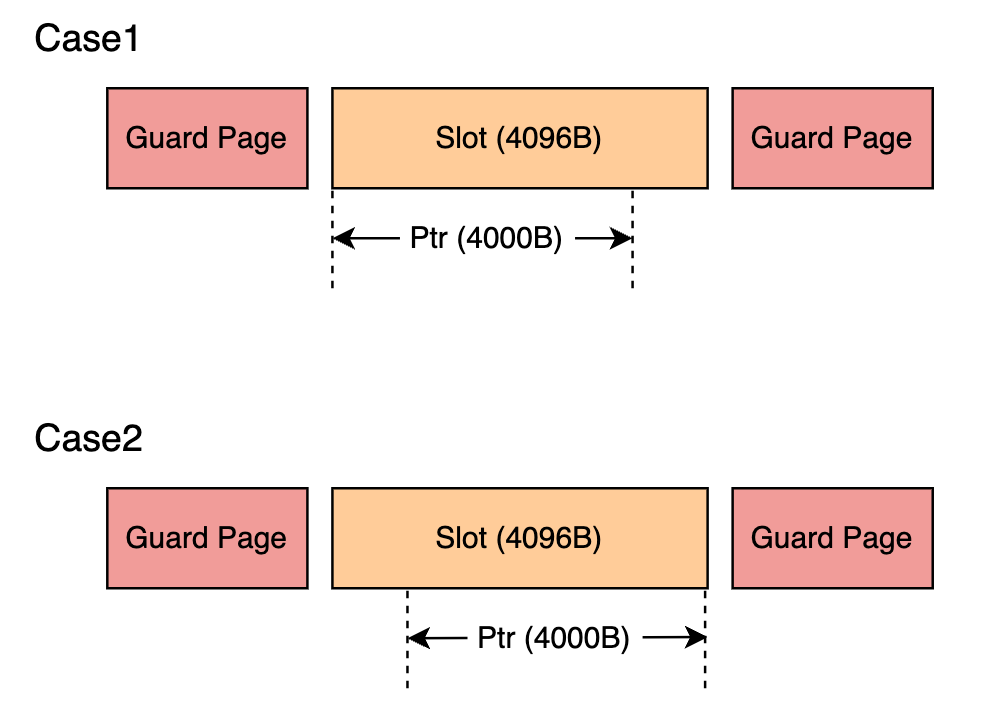 Case1
Guard Page
Slot (4096B)
Guard Page
Ptr (4000B)
Case2
Guard Page
Slot (4096B)
Guard Page
Ptr (4000B)